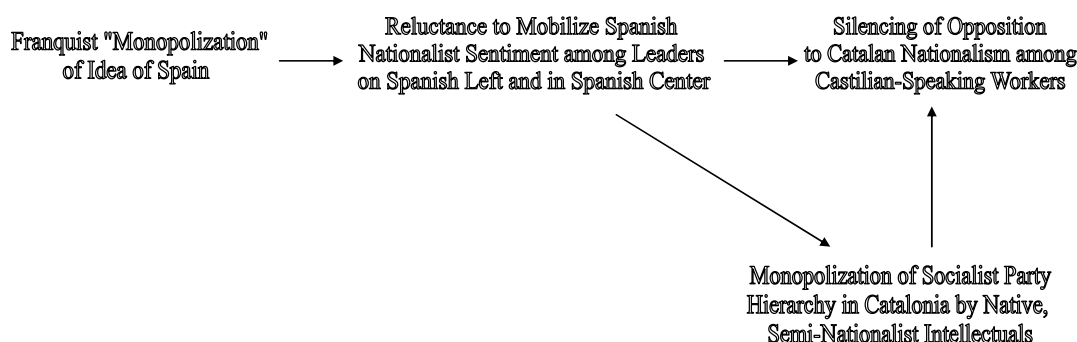 Franquist "Monopolization"
of Idea of Spain
Reluctance to Mobilize Spanish
Nationalist Sentiment among Leaders
on Spanish Left and in Spanish Center
Silencing of Opposition
to Catalan Nationalism among
Castilian-Speaking Workers
Monopolization of Socialist Party
Hierarchy in Catalonia by Native,
Semi-Nationalist Intellectuals